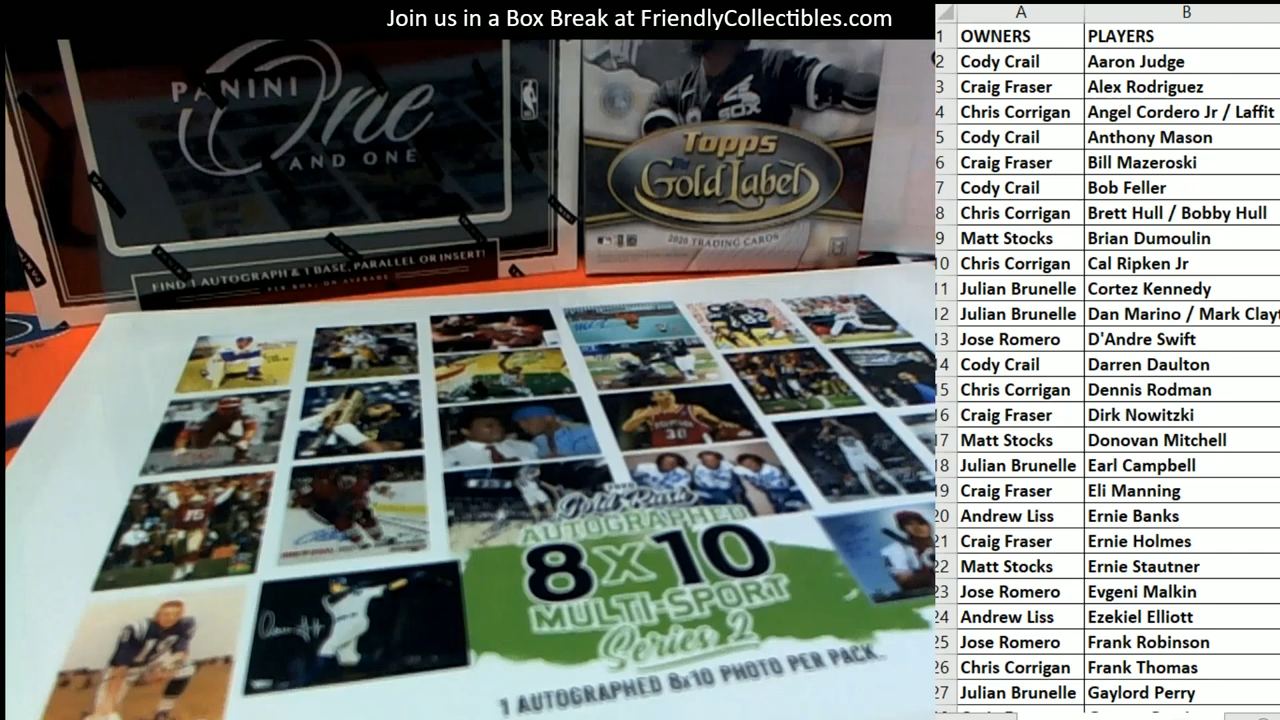 Join us in a Box Break at FriendlyCollectibles.com
PANINI
One
AND ONE
FIND 1 AUTOGRAPH & 1 BASE, PARALLEL OR INSERT!
PER BOX, ON AVERAGE
SOX
Topps
Gold Label
2020 TRADING CARDS
Gold Rush
AUTOGRAPHED
8x10
MULTI-SPORT
Series 2
1 AUTOGRAPHED 8x10 PHOTO PER PACK.
A B
1 OWNERS PLAYERS
2 Cody Crail Aaron Judge
3 Craig Fraser Alex Rodriguez
4 Chris Corrigan Angel Cordero Jr / Laffit
5 Cody Crail Anthony Mason
6 Craig Fraser Bill Mazeroski
7 Cody Crail Bob Feller
8 Chris Corrigan Brett Hull / Bobby Hull
9 Matt Stocks Brian Dumoulin
10 Chris Corrigan Cal Ripken Jr
11 Julian Brunelle Cortez Kennedy
12 Julian Brunelle Dan Marino / Mark Clayt
13 Jose Romero D'Andre Swift
14 Cody Crail Darren Daulton
15 Chris Corrigan Dennis Rodman
16 Craig Fraser Dirk Nowitzki
17 Matt Stocks Donovan Mitchell
18 Julian Brunelle Earl Campbell
19 Craig Fraser Eli Manning
20 Andrew Liss Ernie Banks
21 Craig Fraser Ernie Holmes
22 Matt Stocks Ernie Stautner
23 Jose Romero Evgeni Malkin
24 Andrew Liss Ezekiel Elliott
25 Jose Romero Frank Robinson
26 Chris Corrigan Frank Thomas
27 Julian Brunelle Gaylord Perry